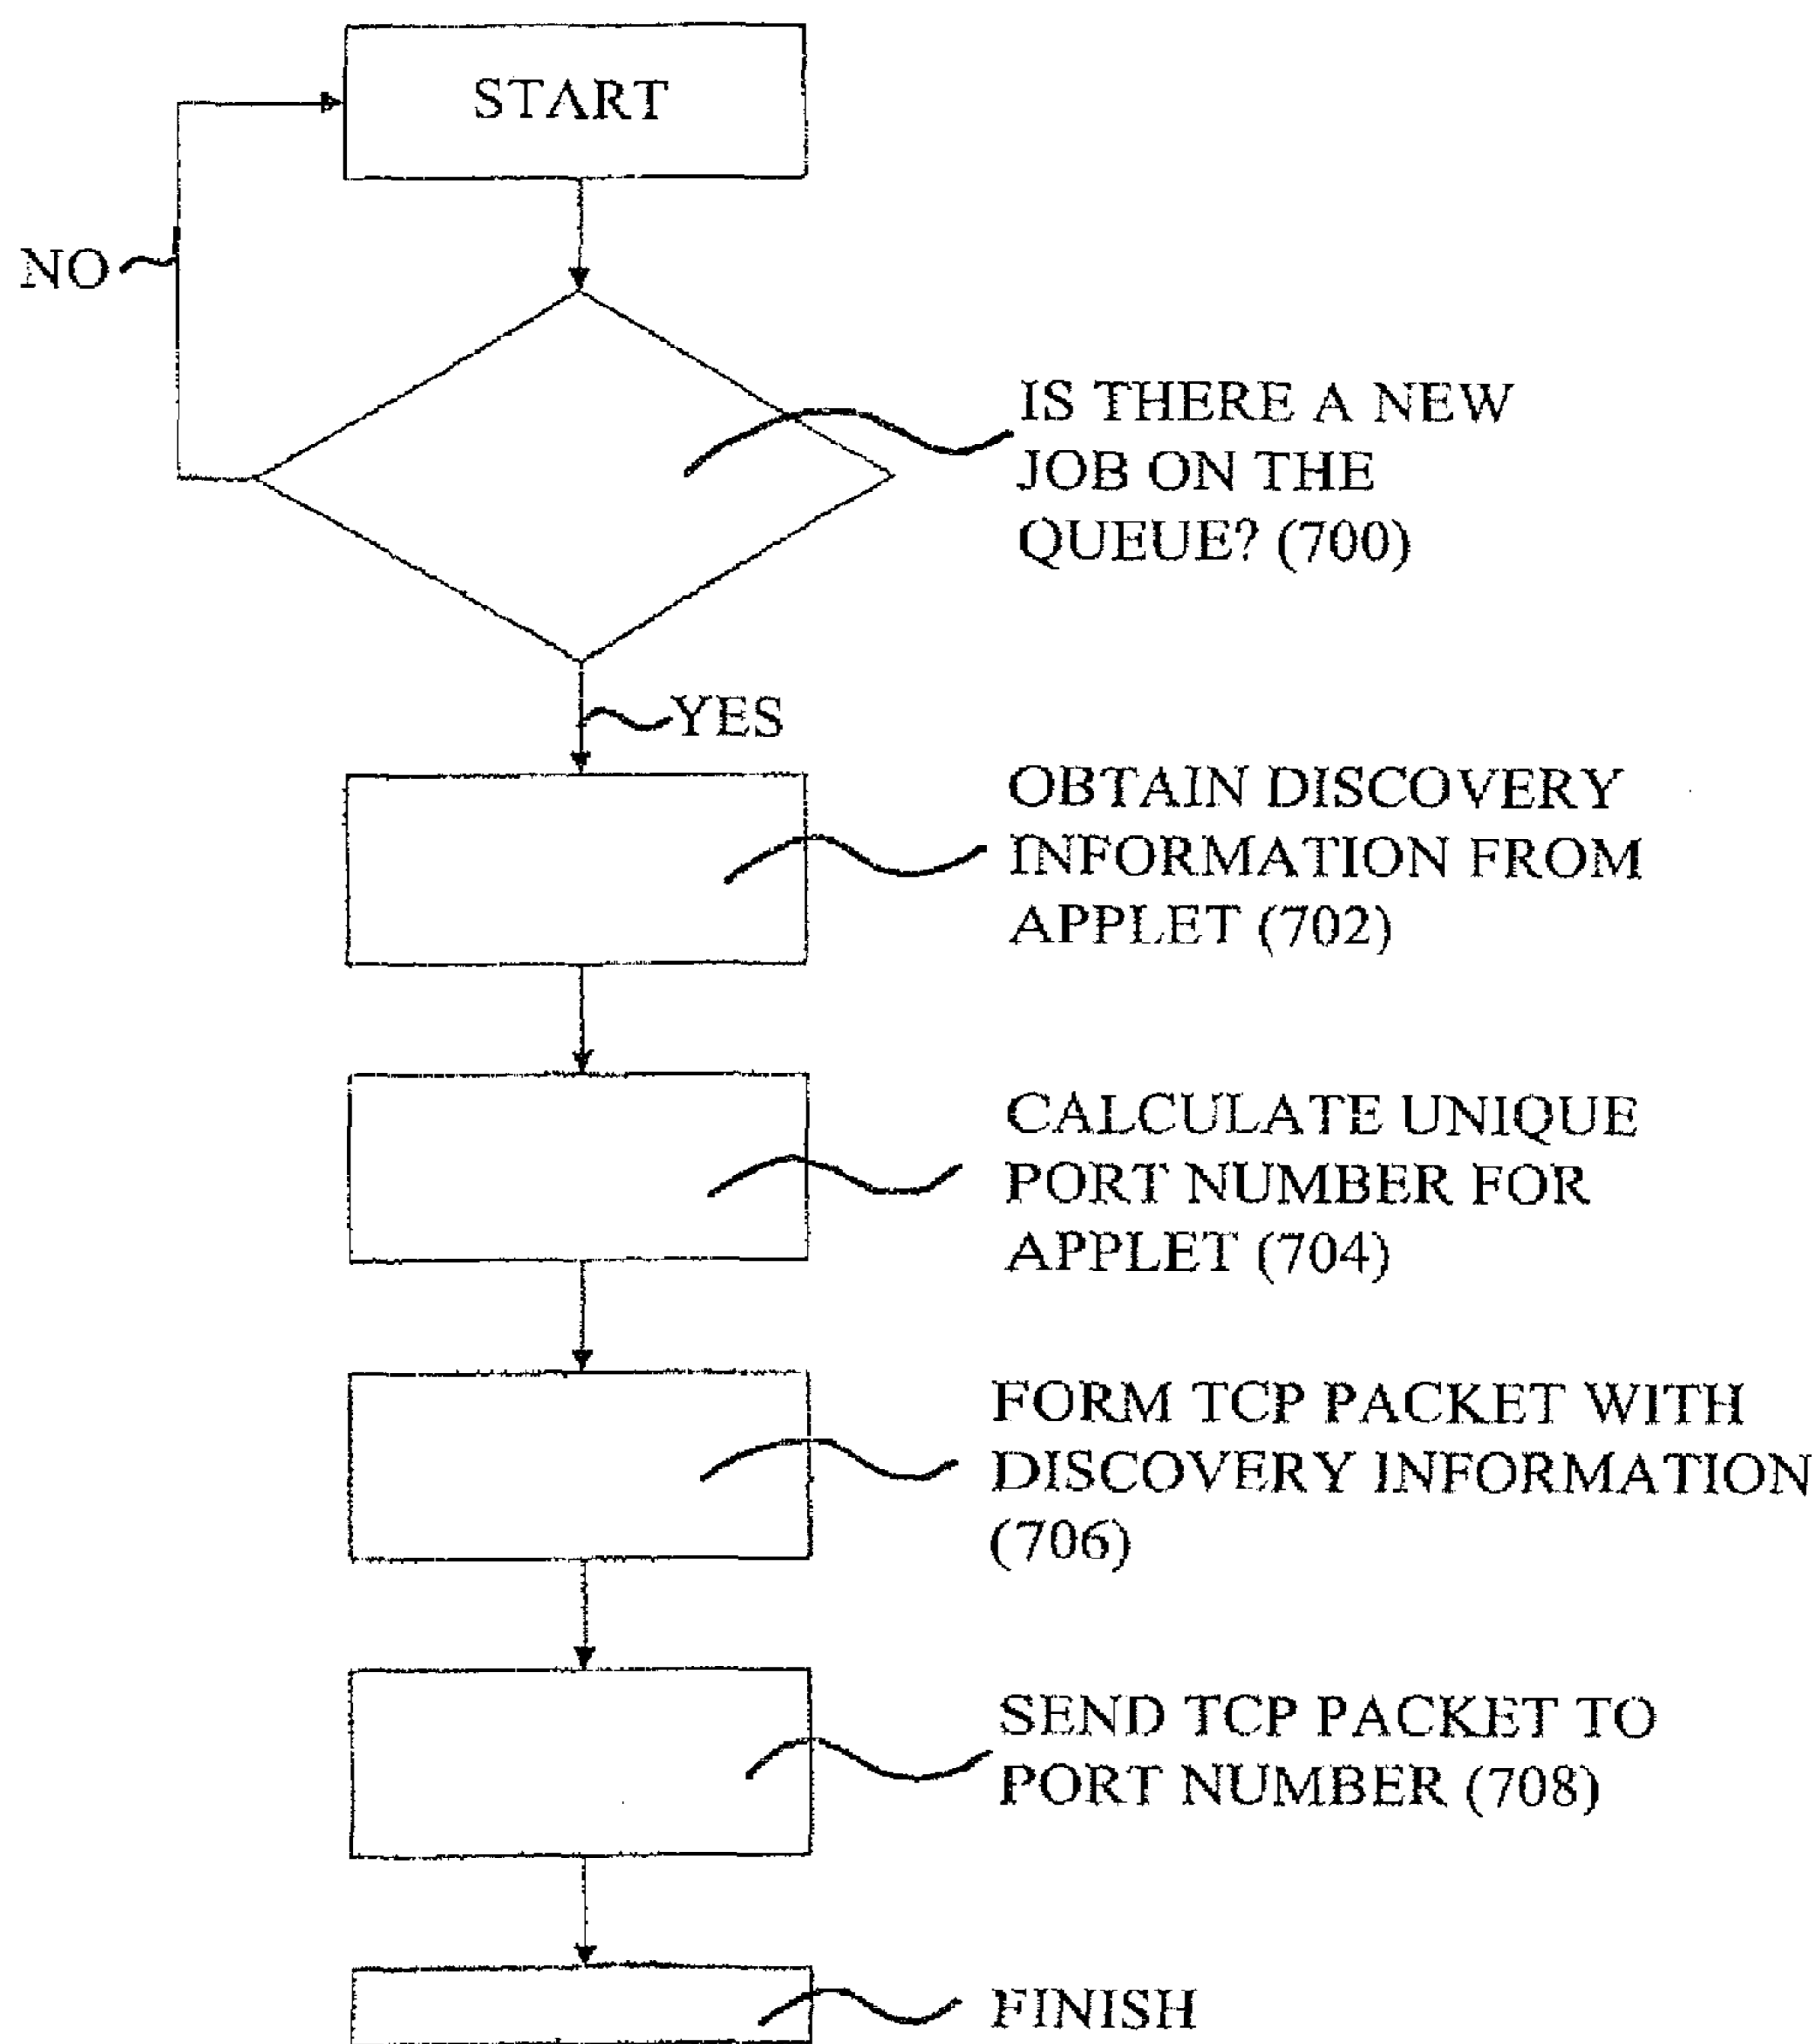 START
NO
IS THERE A NEW
JOB ON THE
QUEUE? (700)
YES
OBTAIN DISCOVERY
INFORMATION FROM
APPLET (702)
CALCULATE UNIQUE
PORT NUMBER FOR
APPLET (704)
FORM TCP PACKET WITH
DISCOVERY INFORMATION
(706)
SEND TCP PACKET TO
PORT NUMBER (708)
FINISH